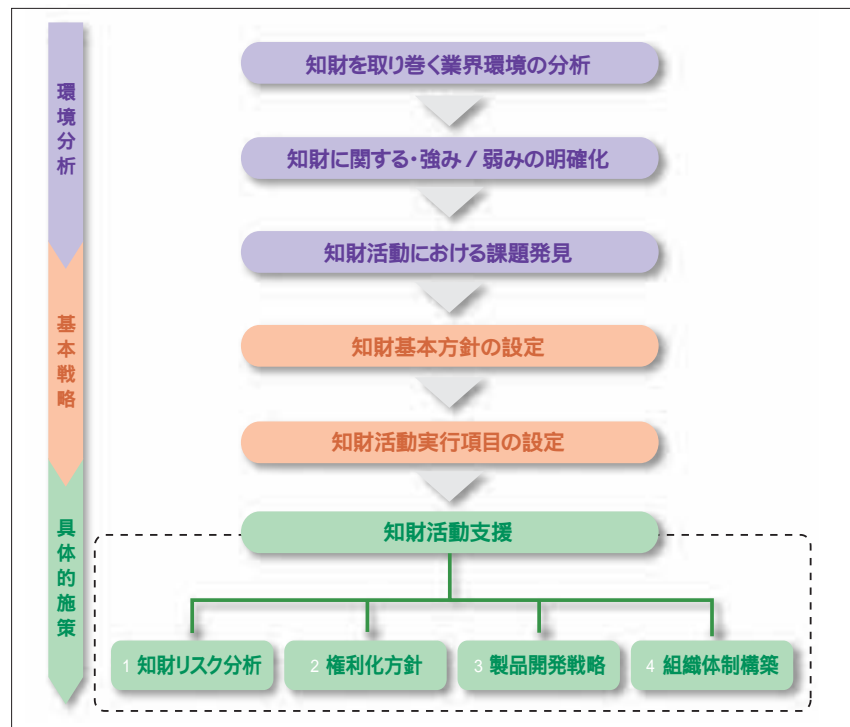 環境分析
知財を取り巻く業界環境の分析
知財に関する・強み / 弱みの明確化
知財活動における課題発見
基本戦略
知財基本方針の設定
知財活動実行項目の設定
具体的施策
知財活動支援
1 知財リスク分析
2 権利化方針
3 製品開発戦略
4 組織体制構築